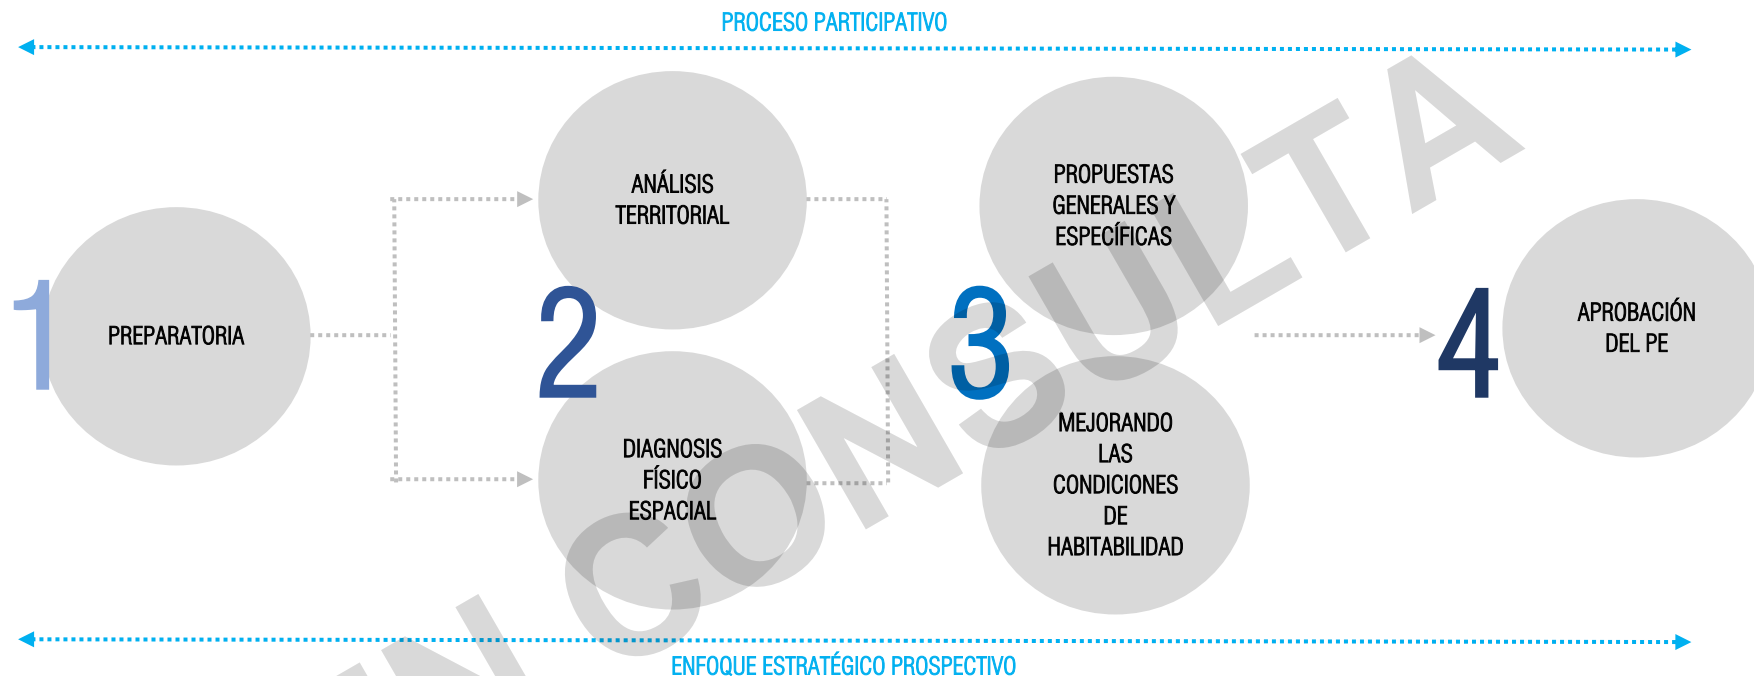 PROCESO PARTICIPATIVO
1
PREPARATORIA
2
ANÁLISIS
TERRITORIAL
DIAGNOSIS
FÍSICO
ESPACIAL
3
PROPUESTAS
GENERALES Y
ESPECÍFICAS
MEJORANDO
LAS
CONDICIONES
DE
HABITABILIDAD
4
APROBACIÓN
DEL PE
ENFOQUE ESTRATÉGICO PROSPECTIVO
N CONSULTA